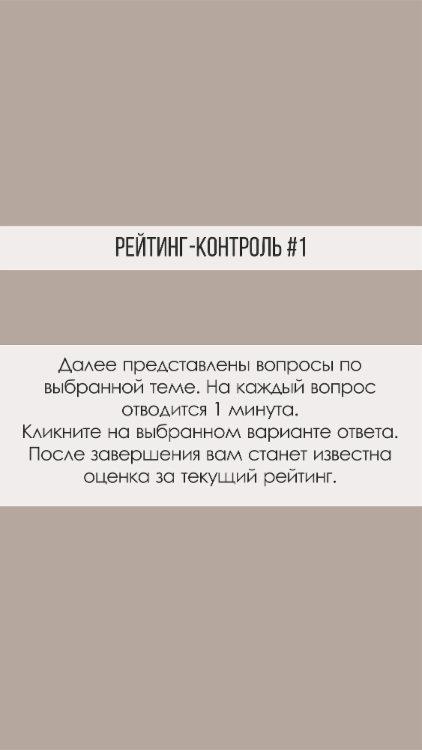 РЕЙТИНГ-КОНТРОЛЬ #1
Далее представлены вопросы по
выбранной теме. На каждый вопрос
отводится 1 минута.
Кликните на выбранном варианте ответа.
После завершения вам станет известна
оценка за текущий рейтинг.